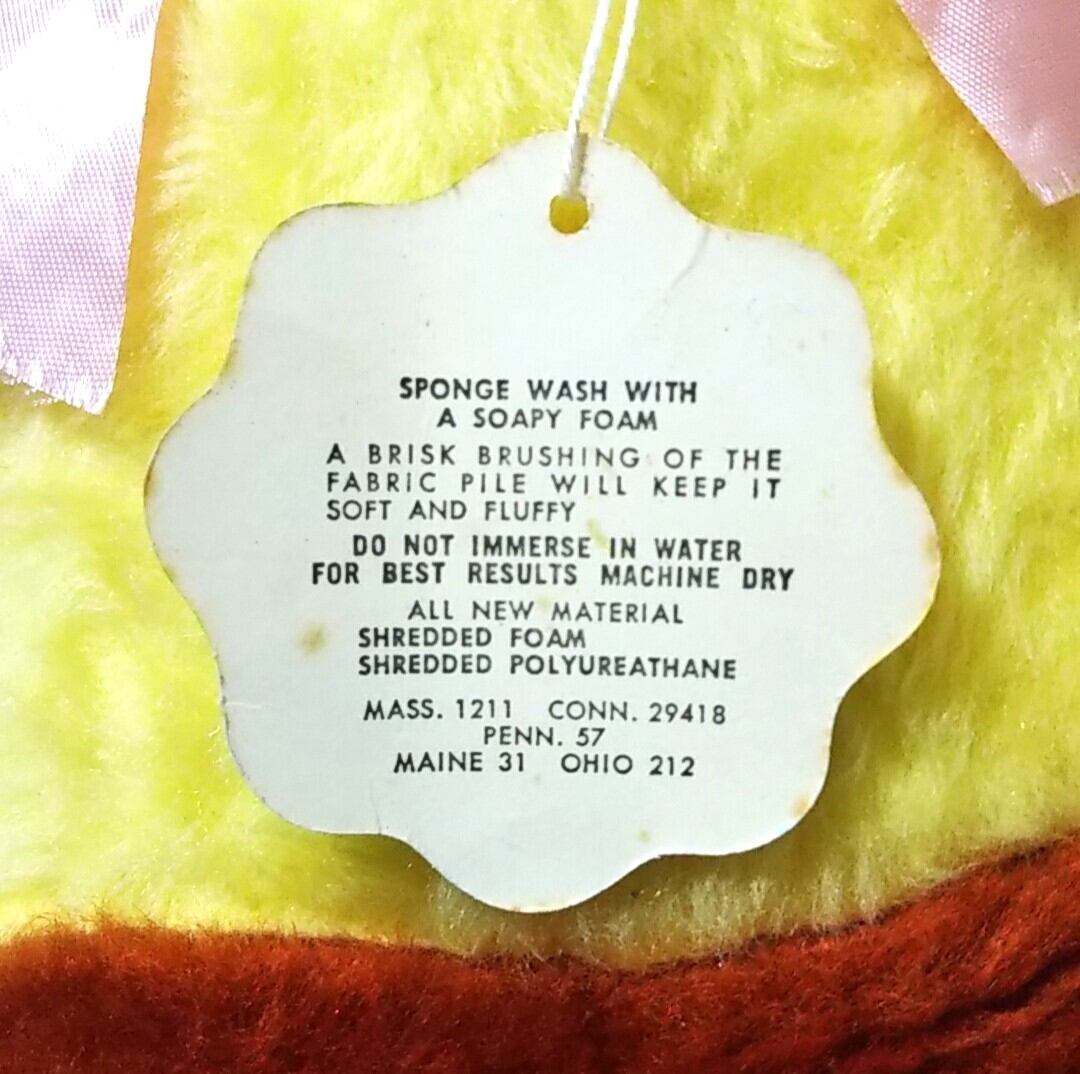 SPONGE WASH WITH
A SOAPY FOAM
A BRISK BRUSHING OF THE
FABRIC PILE WILL KEEP IT
SOFT AND FLUFFY
DO NOT IMMERSE IN WATER
FOR BEST RESULTS MACHINE DRY
ALL NEW MATERIAL
SHREDDED FOAM
SHREDDED POLYUREATHANE
MASS. 1211 CONN. 29418
PENN. 57
MAINE 31 OHIO 212